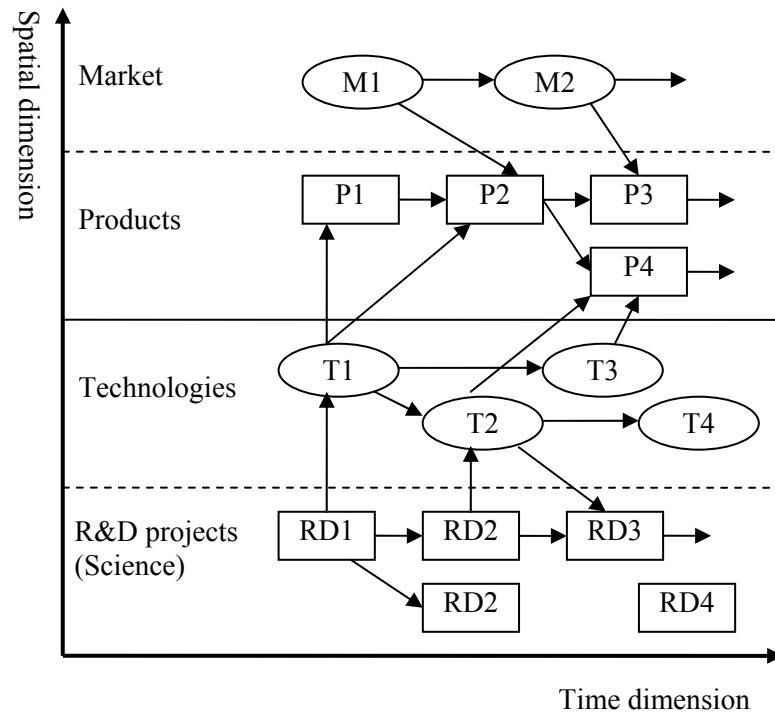 Spatial dimension
Market
M1
M2
Products
P1
P2
P3
P4
Technologies
T1
T3
T2
T4
R&D projects
(Science)
RD1
RD2
RD3
RD2
RD4
Time dimension